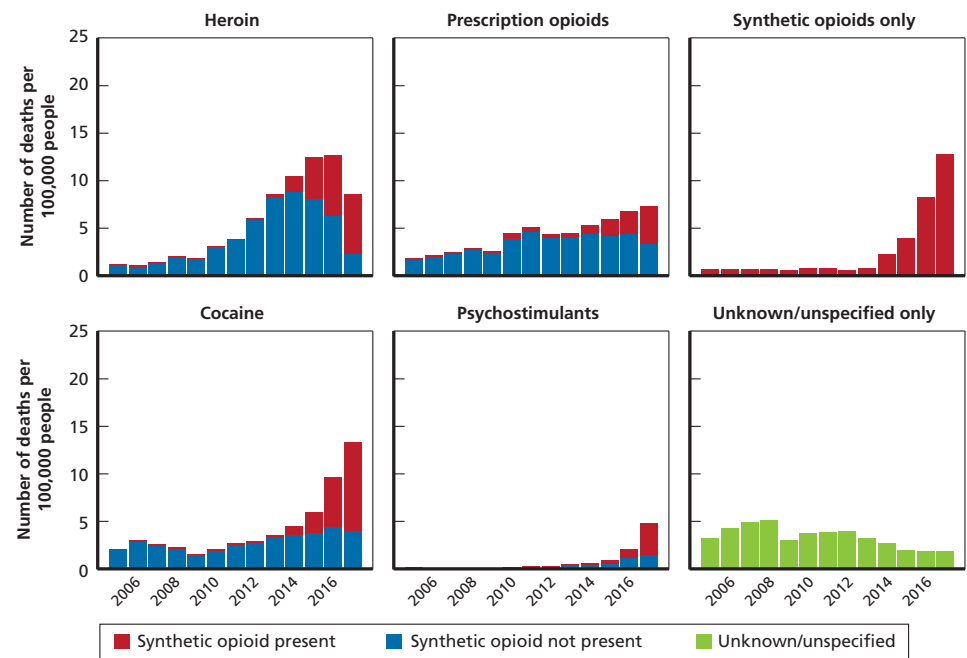 Heroin
Prescription opioids
Synthetic opioids only
Number of deaths per
100,000 people
25
20
15
10
5
0
Cocaine
Psychostimulants
Unknown/unspecified only
Number of deaths per
100,000 people
25
20
15
10
5
0
2006 2008 2010 2012 2014 2016
2006 2008 2010 2012 2014 2016
2006 2008 2010 2012 2014 2016
Synthetic opioid present
Synthetic opioid not present
Unknown/unspecified